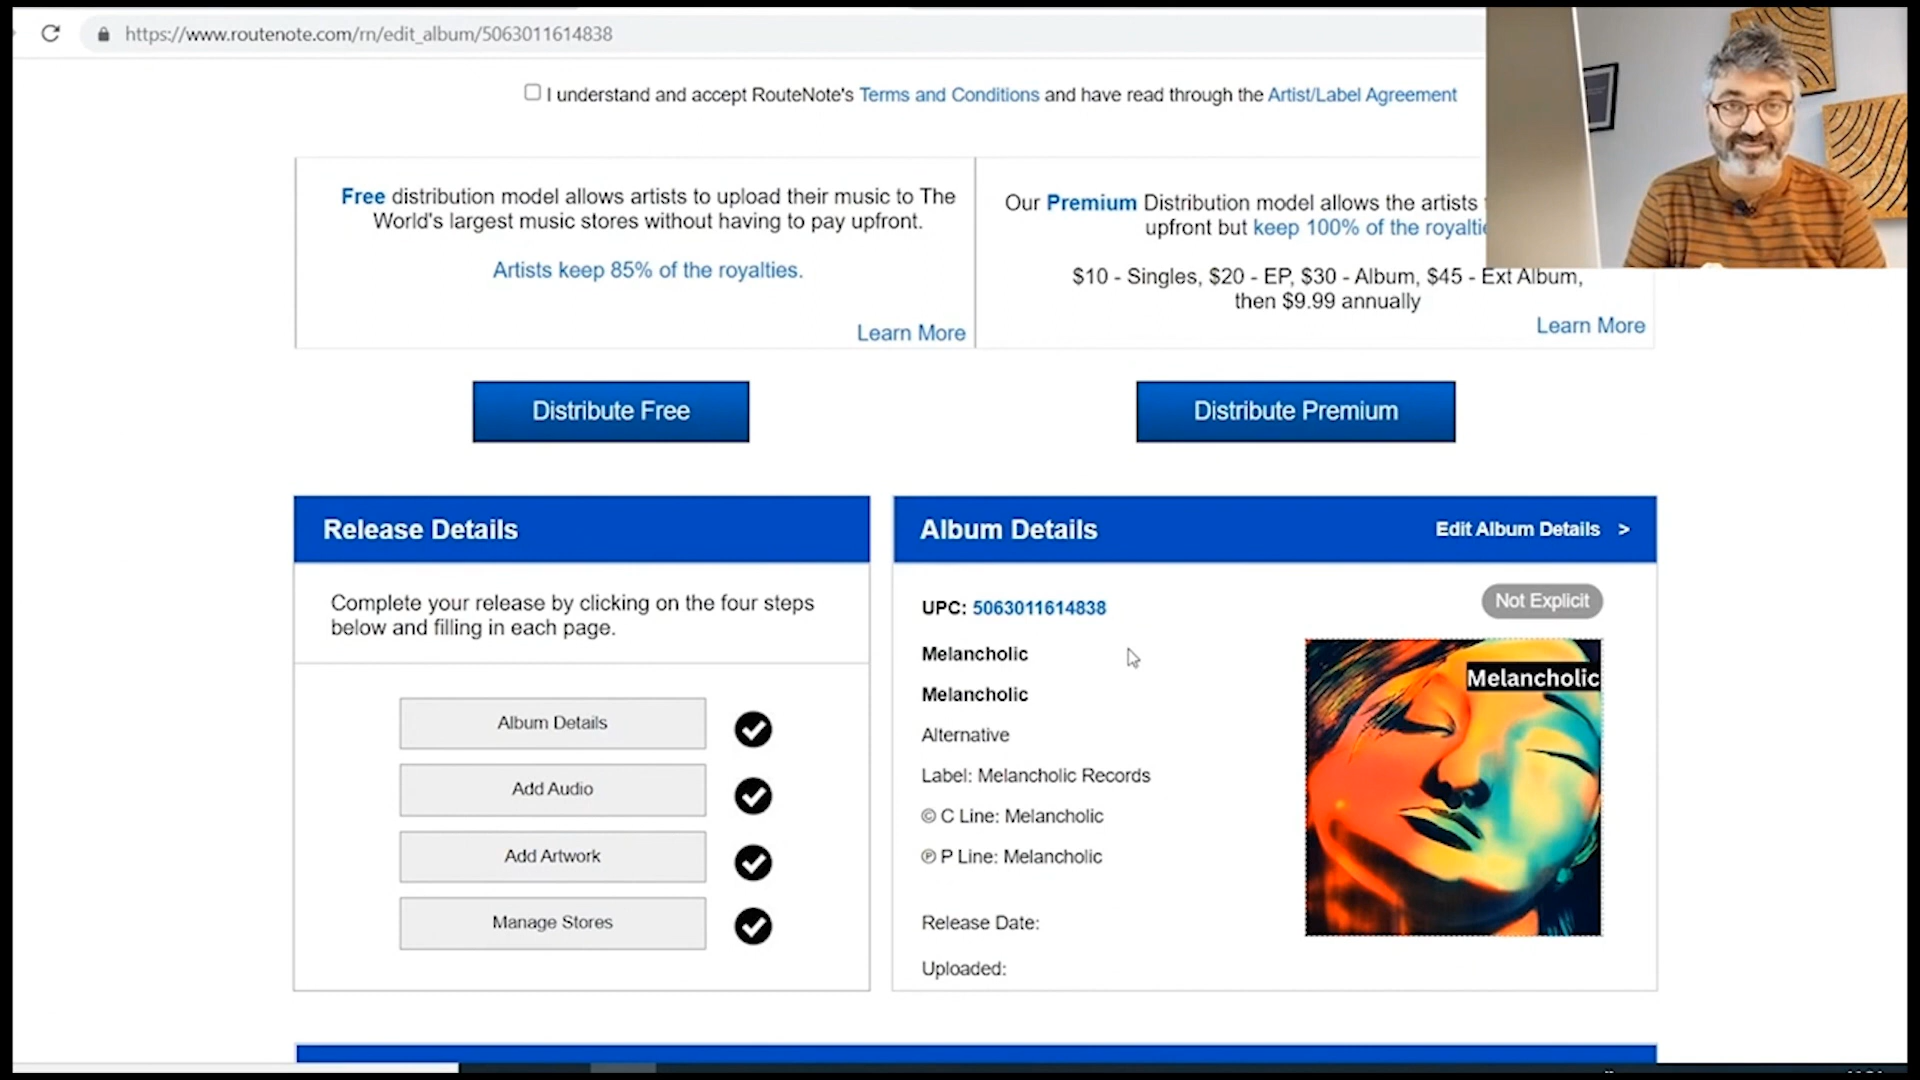 https://www.routenote.com/rn/edit_album/5063011614838
I understand and accept RouteNote's Terms and Conditions and have read through the Artist/Label Agreement
Free distribution model allows artists to upload their music to The
World's largest music stores without having to pay upfront.
Artists keep 85% of the royalties.
Learn More
Our Premium Distribution model allows the artists
upfront but keep 100% of the
$10 - Singles, $20 - EP, $30 - Album, $45 - Ext Album,
then $9.99 annually
Learn More
Distribute Free
Distribute Premium
Release Details
Complete your release by clicking on the four steps
below and filling in each page.
Album Details
Add Audio
Add Artwork
Manage Stores
Album Details
Edit Album Details >
UPC: 5063011614838
Not Explicit
Melancholic
Melancholic
Alternative
Label: Melancholic Records
© C Line: Melancholic
℗ P Line: Melancholic
Release Date:
Uploaded:
Melancholic